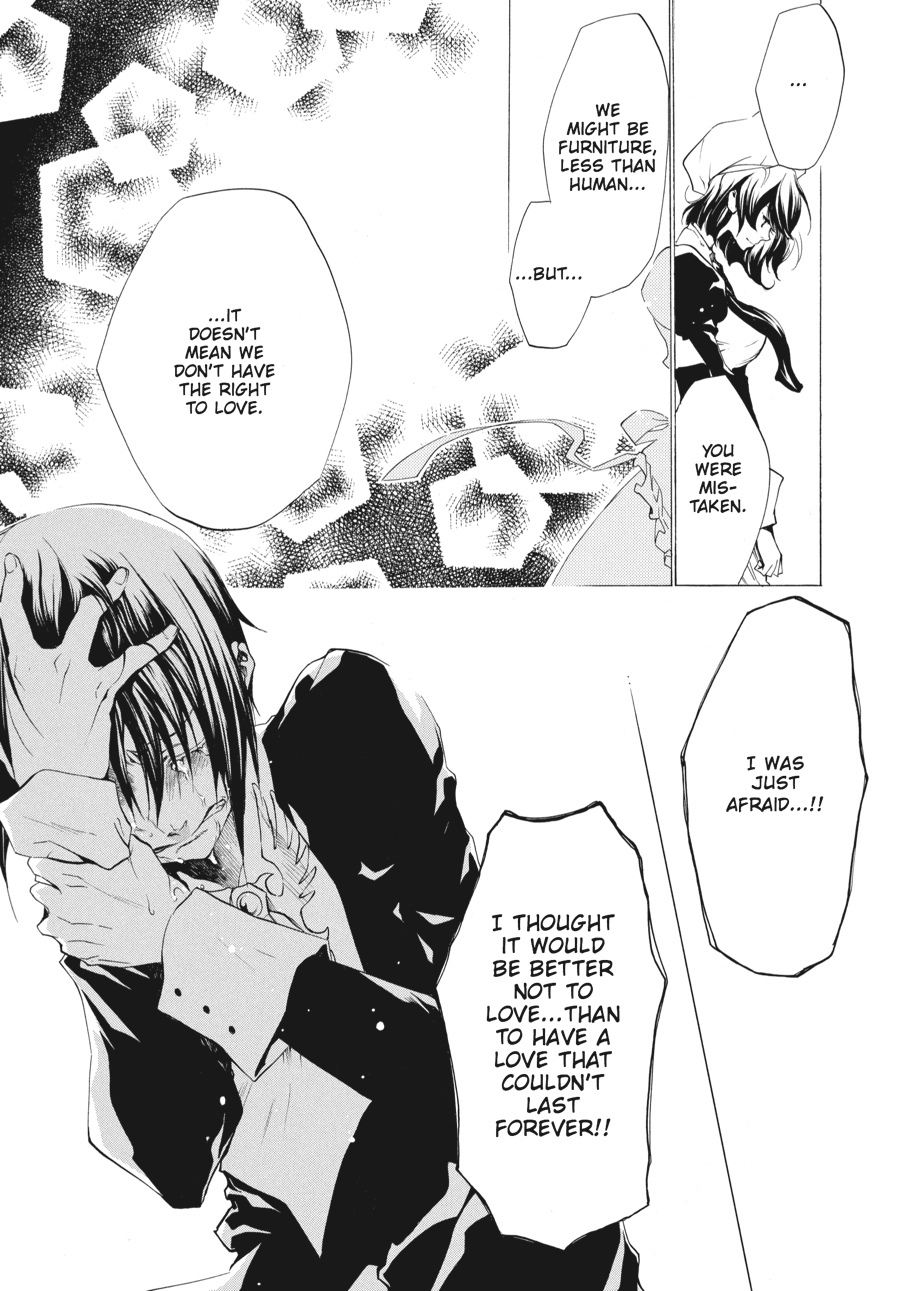 ...
YOU
WERE
MIS-
TAKEN.
WE
MIGHT BE
FURNITURE,
LESS THAN
HUMAN...
...BUT...
...IT
DOESN'T
MEAN WE
DON'T HAVE
THE RIGHT
TO LOVE.
I WAS
JUST
AFRAID...!!
I THOUGHT
IT WOULD
BE BETTER
NOT TO
LOVE...THAN
TO HAVE A
LOVE THAT
COULDN'T
LAST
FOREVER!!